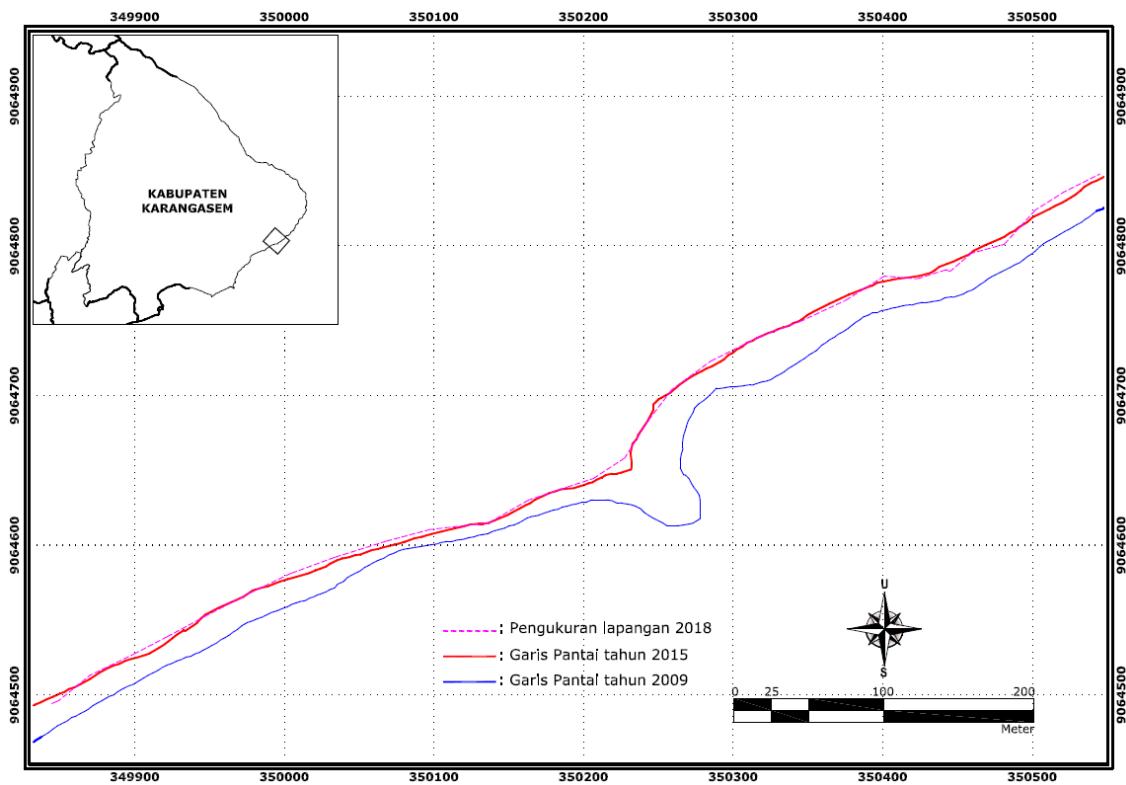 349900 350000 350100 350200 350300 350400 350500
9064900
9064900
KABUPATEN
KARANGASEM
9064800
9064800
9064700
9064700
9064600
9064600
U
: Pengukuran lapangan 2018
: Garis Pantai tahun 2015
: Garis Pantai tahun 2009
S
9064500
9064500
0 25 100 200
Meter
349900 350000 350100 350200 350300 350400 350500